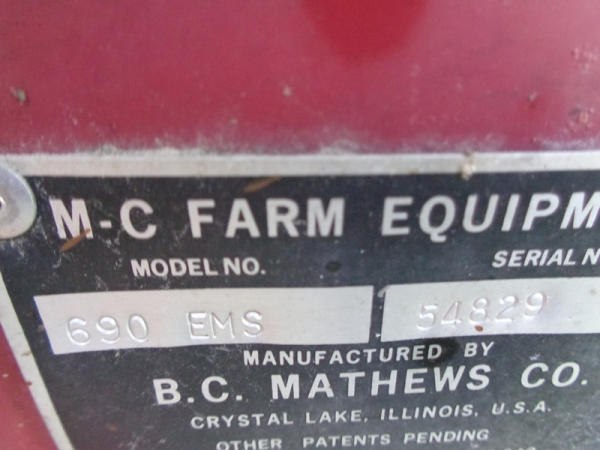 M-C FARM EQUIPM
MODEL NO. SERIAL N
690 EMS 54829
MANUFACTURED BY
B.C. MATHEWS CO.
CRYSTAL LAKE, ILLINOIS, U.S.A.
OTHER PATENTS PENDING